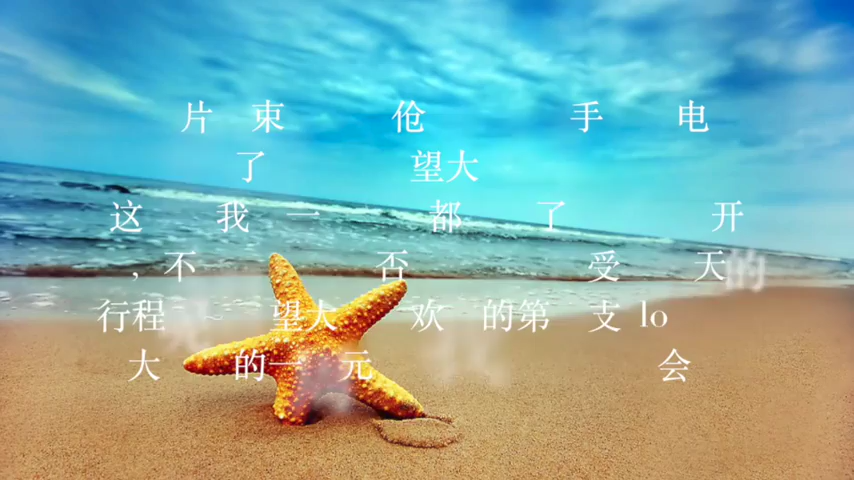 片 束 伧 手 电
了 望大
这 我 一 都 了 开
, 不 否 受 天 的
行程 ~ 望大 欢 的第 支 lo
大 的一 元 会